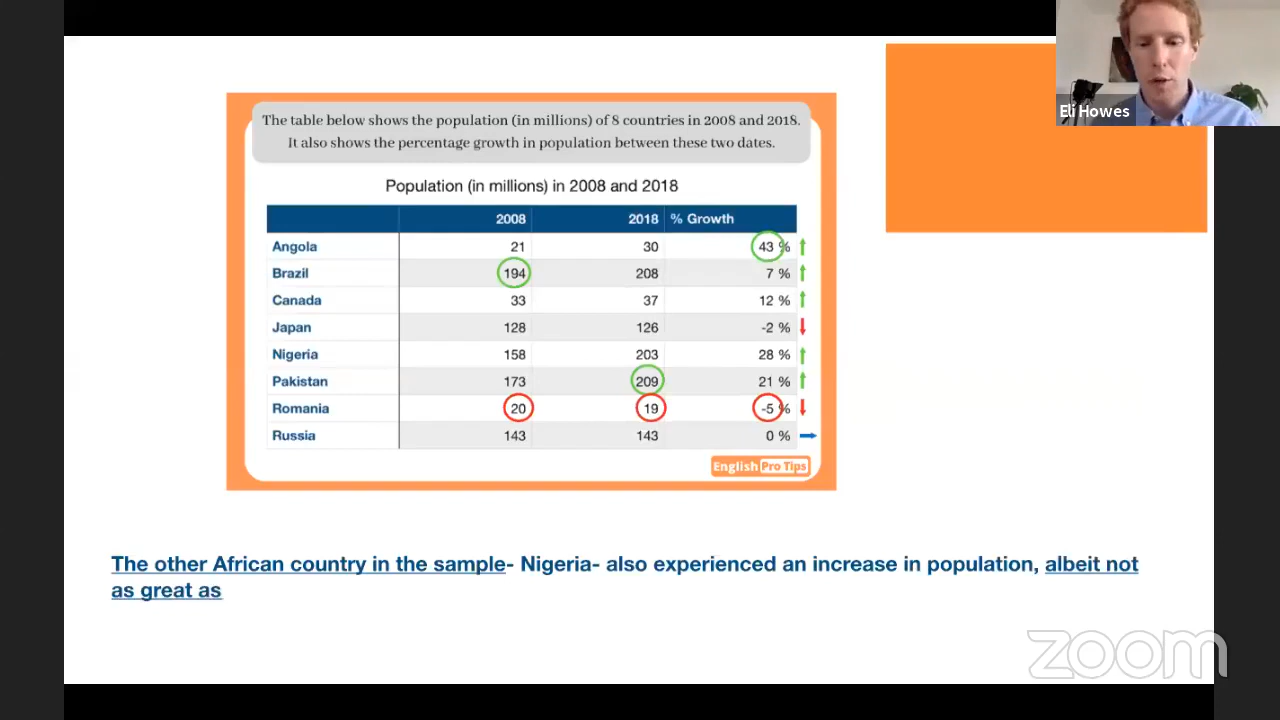 Eli Howes
The table below shows the population (in millions) of 8 countries in 2008 and 2018.
It also shows the percentage growth in population between these two dates.
Population (in millions) in 2008 and 2018
2008 2018 % Growth
Angola 21 30 43 %
Brazil 194 208 7 %
Canada 33 37 12 %
Japan 128 126 -2 %
Nigeria 158 203 28 %
Pakistan 173 209 21 %
Romania 20 19 -5 %
Russia 143 143 0 %
English Pro Tips
The other African country in the sample- Nigeria- also experienced an increase in population, albeit not
as great as
zoom